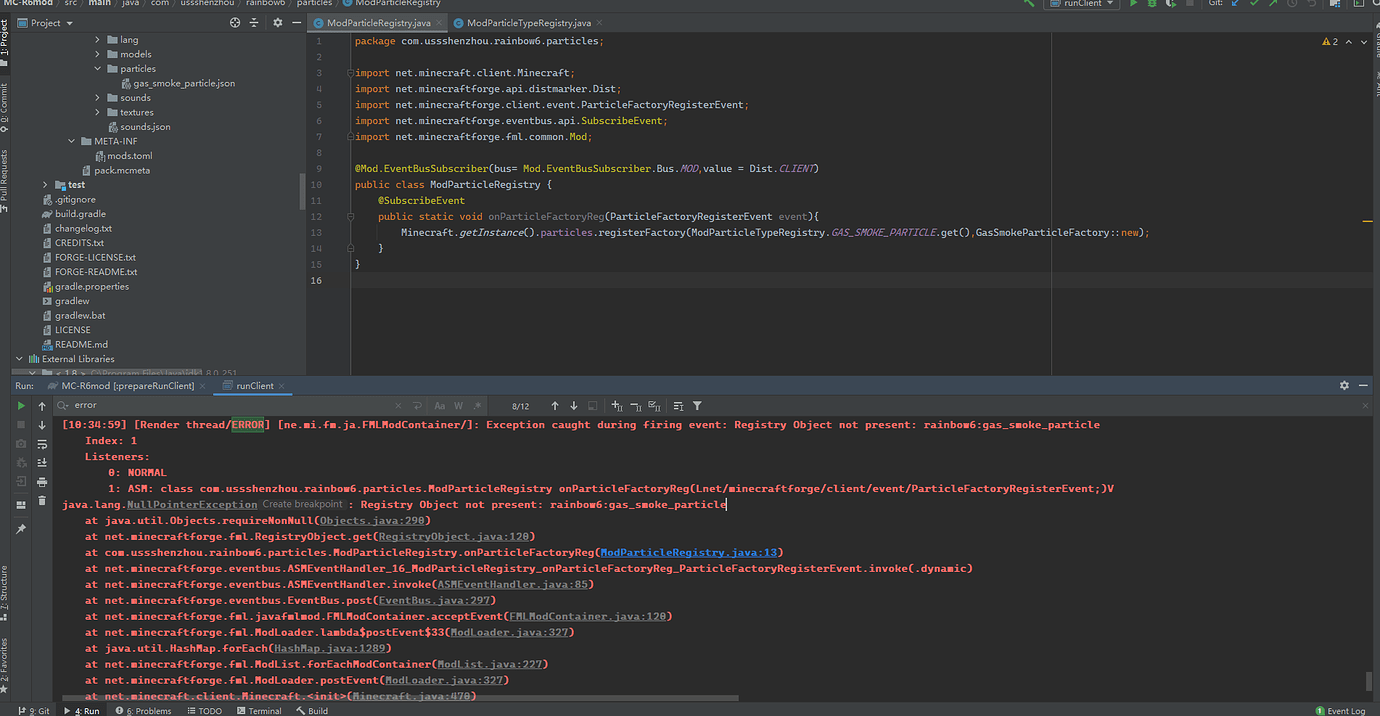 MC-R6mod src main java com ussshenzhou rainbow6 particles ModParticleRegistry runClient Git:
Project
ModParticleRegistry.java ModParticleTypeRegistry.java
lang
models
particles
gas_smoke_particle.json
sounds
textures
sounds.json
META-INF
mods.toml
pack.mcmeta
test
.gitignore
build.gradle
changelog.txt
CREDITS.txt
FORGE-LICENSE.txt
FORGE-README.txt
gradle.properties
gradlew
gradlew.bat
LICENSE
README.md
External Libraries
1: Project
0: Commit
Pull Requests
7: Structure
2: Favorites
2
1 package com.ussshenzhou.rainbow6.particles;
2
3 import net.minecraft.client.Minecraft;
4 import net.minecraftforge.api.distmarker.Dist;
5 import net.minecraftforge.client.event.ParticleFactoryRegisterEvent;
6 import net.minecraftforge.eventbus.api.SubscribeEvent;
7 import net.minecraftforge.fml.common.Mod;
8
9 @Mod.EventBusSubscriber(bus= Mod.EventBusSubscriber.Bus.MOD,value = Dist.CLIENT)
10 public class ModParticleRegistry {
11 @SubscribeEvent
12 public static void onParticleFactoryReg(ParticleFactoryRegisterEvent event){
13 Minecraft.getInstance().particles.registerFactory(ModParticleTypeRegistry.GAS_SMOKE_PARTICLE.get(),GasSmokeParticleFactory::new);
14 }
15 }
16
Run: MC-R6mod [:prepareRunClient] runClient
error Aa W .* 8/12
[10:34:59] [Render thread/ERROR] [ne.mi.fm.ja.FMLModContainer/]: Exception caught during firing event: Registry Object not present: rainbow6:gas_smoke_particle
Index: 1
Listeners:
0: NORMAL
1: ASM: class com.ussshenzhou.rainbow6.particles.ModParticleRegistry onParticleFactoryReg(Lnet/minecraftforge/client/event/ParticleFactoryRegisterEvent;)V
java.lang.NullPointerException Create breakpoint : Registry Object not present: rainbow6:gas_smoke_particle
at java.util.Objects.requireNonNull(Objects.java:290)
at net.minecraftforge.fml.RegistryObject.get(RegistryObject.java:120)
at com.ussshenzhou.rainbow6.particles.ModParticleRegistry.onParticleFactoryReg(ModParticleRegistry.java:13)
at net.minecraftforge.eventbus.ASMEventHandler_16_ModParticleRegistry_onParticleFactoryReg_ParticleFactoryRegisterEvent.invoke(.dynamic)
at net.minecraftforge.eventbus.ASMEventHandler.invoke(ASMEventHandler.java:85)
at net.minecraftforge.eventbus.EventBus.post(EventBus.java:297)
at net.minecraftforge.fml.javafmlmod.FMLModContainer.acceptEvent(FMLModContainer.java:120)
at net.minecraftforge.fml.ModLoader.lambda$postEvent$33(ModLoader.java:327)
at java.util.HashMap.forEach(HashMap.java:1289)
at net.minecraftforge.fml.ModList.forEachModContainer(ModList.java:227)
at net.minecraftforge.fml.ModLoader.postEvent(ModLoader.java:327)
at net.minecraft.client.Minecraft.<init>(Minecraft.java:470)
9: Git 4: Run 6: Problems TODO Terminal Build 1 Event Log